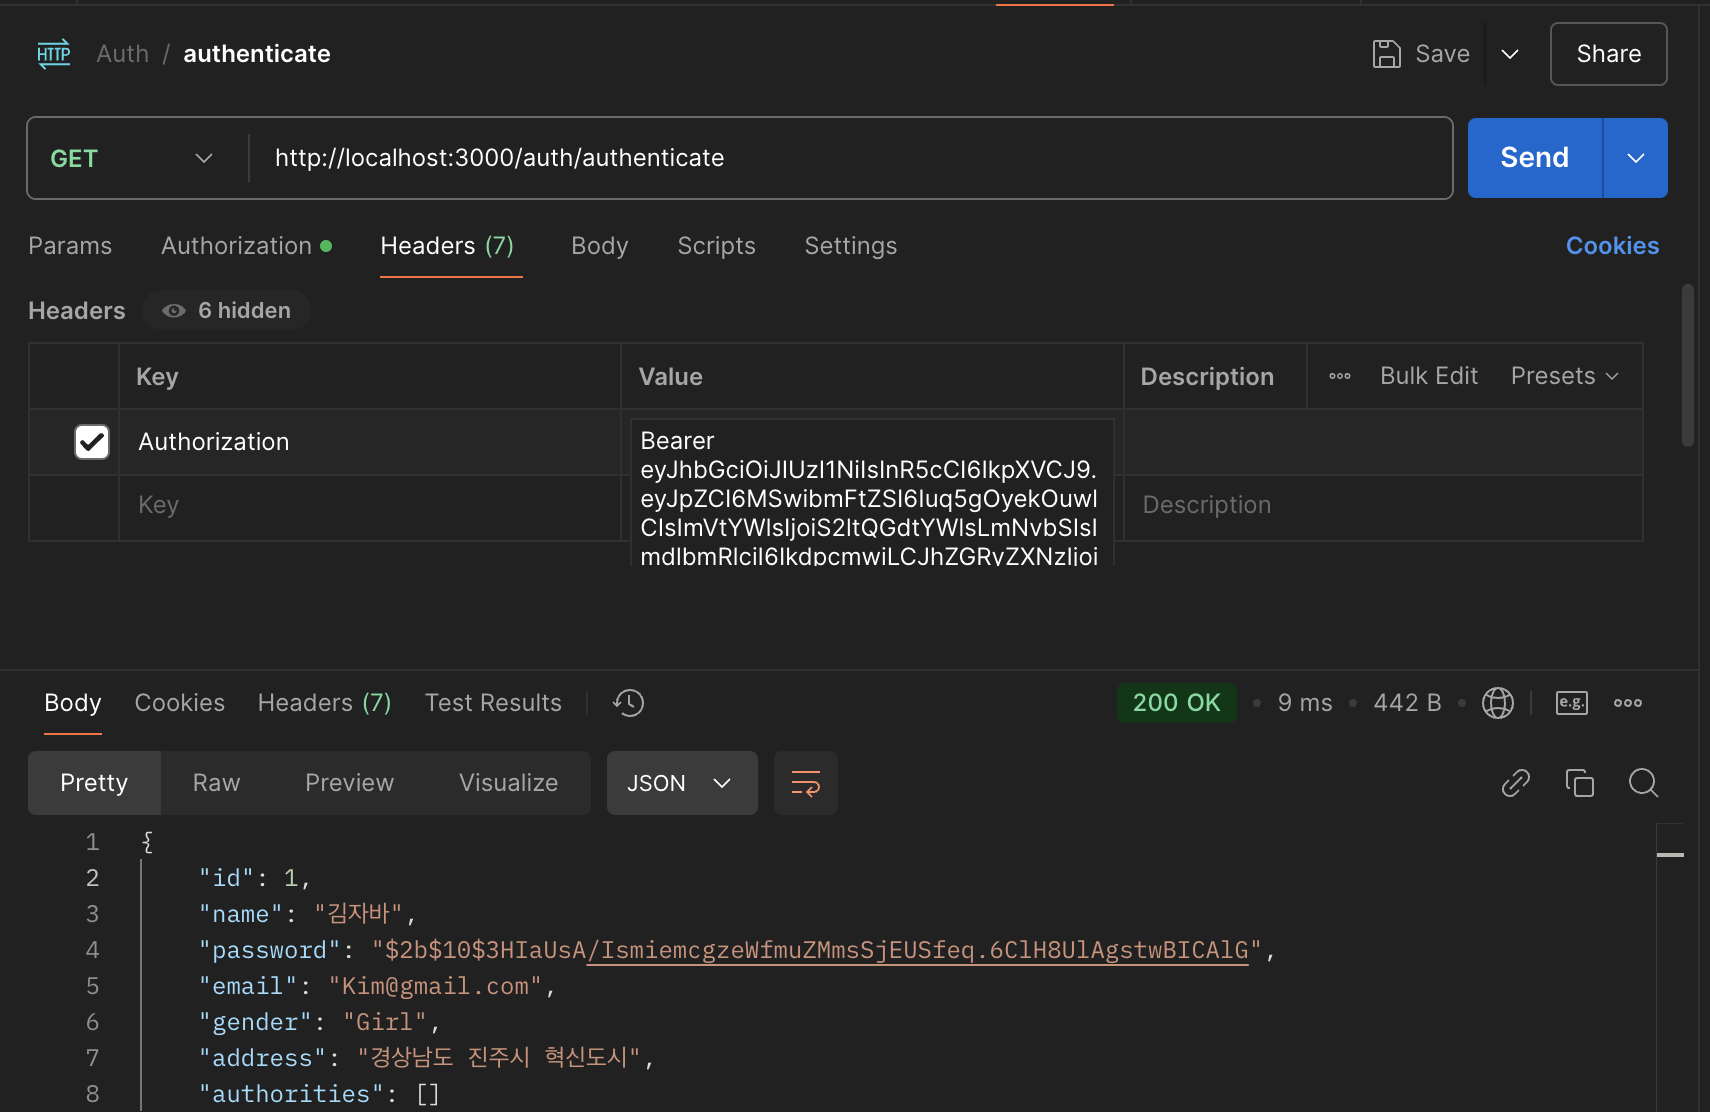 HTTP Auth / authenticate Save Share
GET http://localhost:3000/auth/authenticate Send
Params Authorization Headers (7) Body Scripts Settings Cookies
Headers 6 hidden
Key Value Description Bulk Edit Presets
Authorization Bearer
eyJhbGciOiJIUzI1NiIsInR5cCI6IkpXVCJ9.
eyJpZCI6MSwibmFtZSI6Iuq5gOyekOuwl
CIsImVtYWlsIjoiS2ltQGdtYWlsLmNvbSIsI
mdlbmRlciI6IkdpcmwiLCJhZGRyZXNzIjoi
Key Description
Body Cookies Headers (7) Test Results 200 OK • 9 ms • 442 B • e.g.
Pretty Raw Preview Visualize JSON
1 {
2 "id": 1,
3 "name": "김자바",
4 "password": "$2b$10$3HIaUsA/IsmiemcgzeWfmuZMmsSjEUSfeq.6ClH8UlAgstwBICAlG",
5 "email": "Kim@gmail.com",
6 "gender": "Girl",
7 "address": "경상남도 진주시 혁신도시",
8 "authorities": []